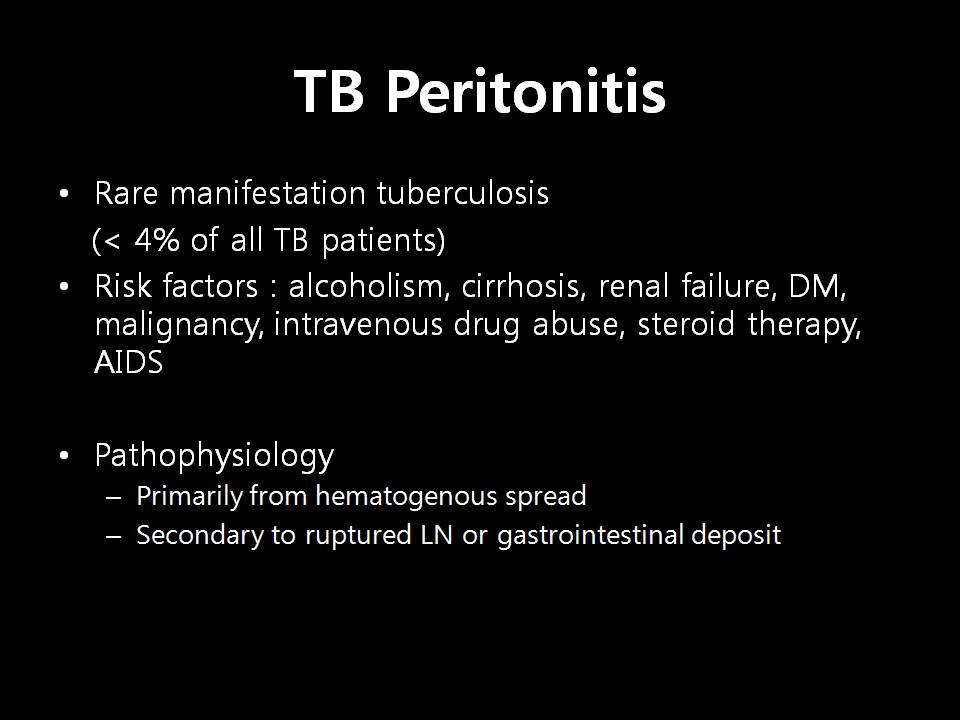 TB Peritonitis
• Rare manifestation tuberculosis
(< 4% of all TB patients)
• Risk factors : alcoholism, cirrhosis, renal failure, DM,
malignancy, intravenous drug abuse, steroid therapy,
AIDS
• Pathophysiology
– Primarily from hematogenous spread
– Secondary to ruptured LN or gastrointestinal deposit